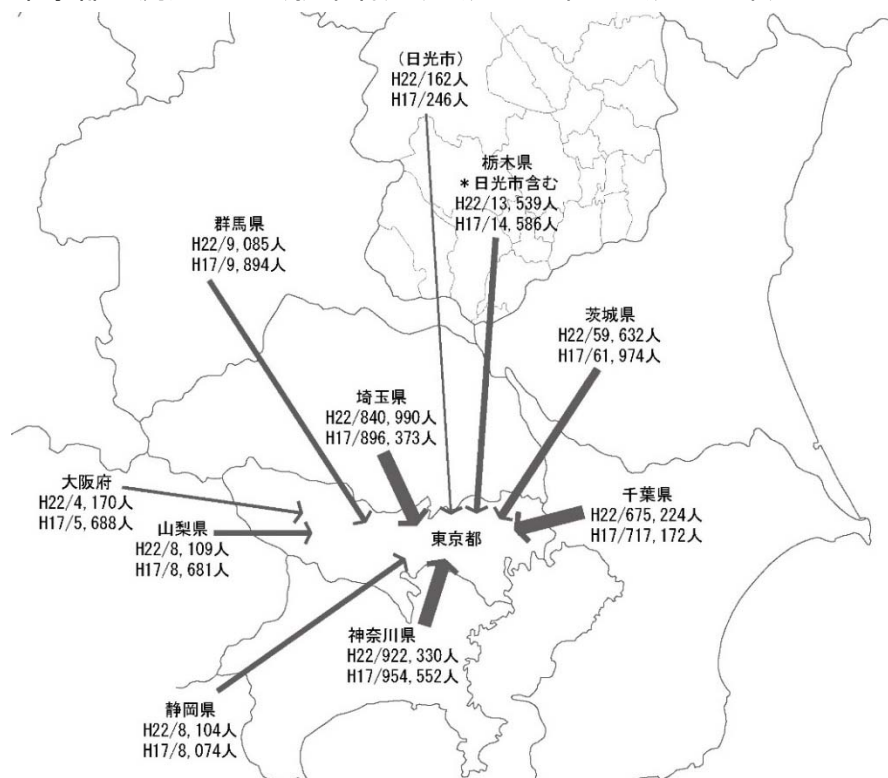 (日光市)
H22/162人
H17/246人
栃木県
*日光市含む
H22/13,539人
H17/14,586人
群馬県
H22/9,085人
H17/9,894人
茨城県
H22/59,632人
H17/61,974人
埼玉県
H22/840,990人
H17/896,373人
大阪府
H22/4,170人
H17/5,688人
山梨県
H22/8,109人
H17/8,681人
東京都
千葉県
H22/675,224人
H17/717,172人
神奈川県
H22/922,330人
H17/954,552人
静岡県
H22/8,104人
H17/8,074人